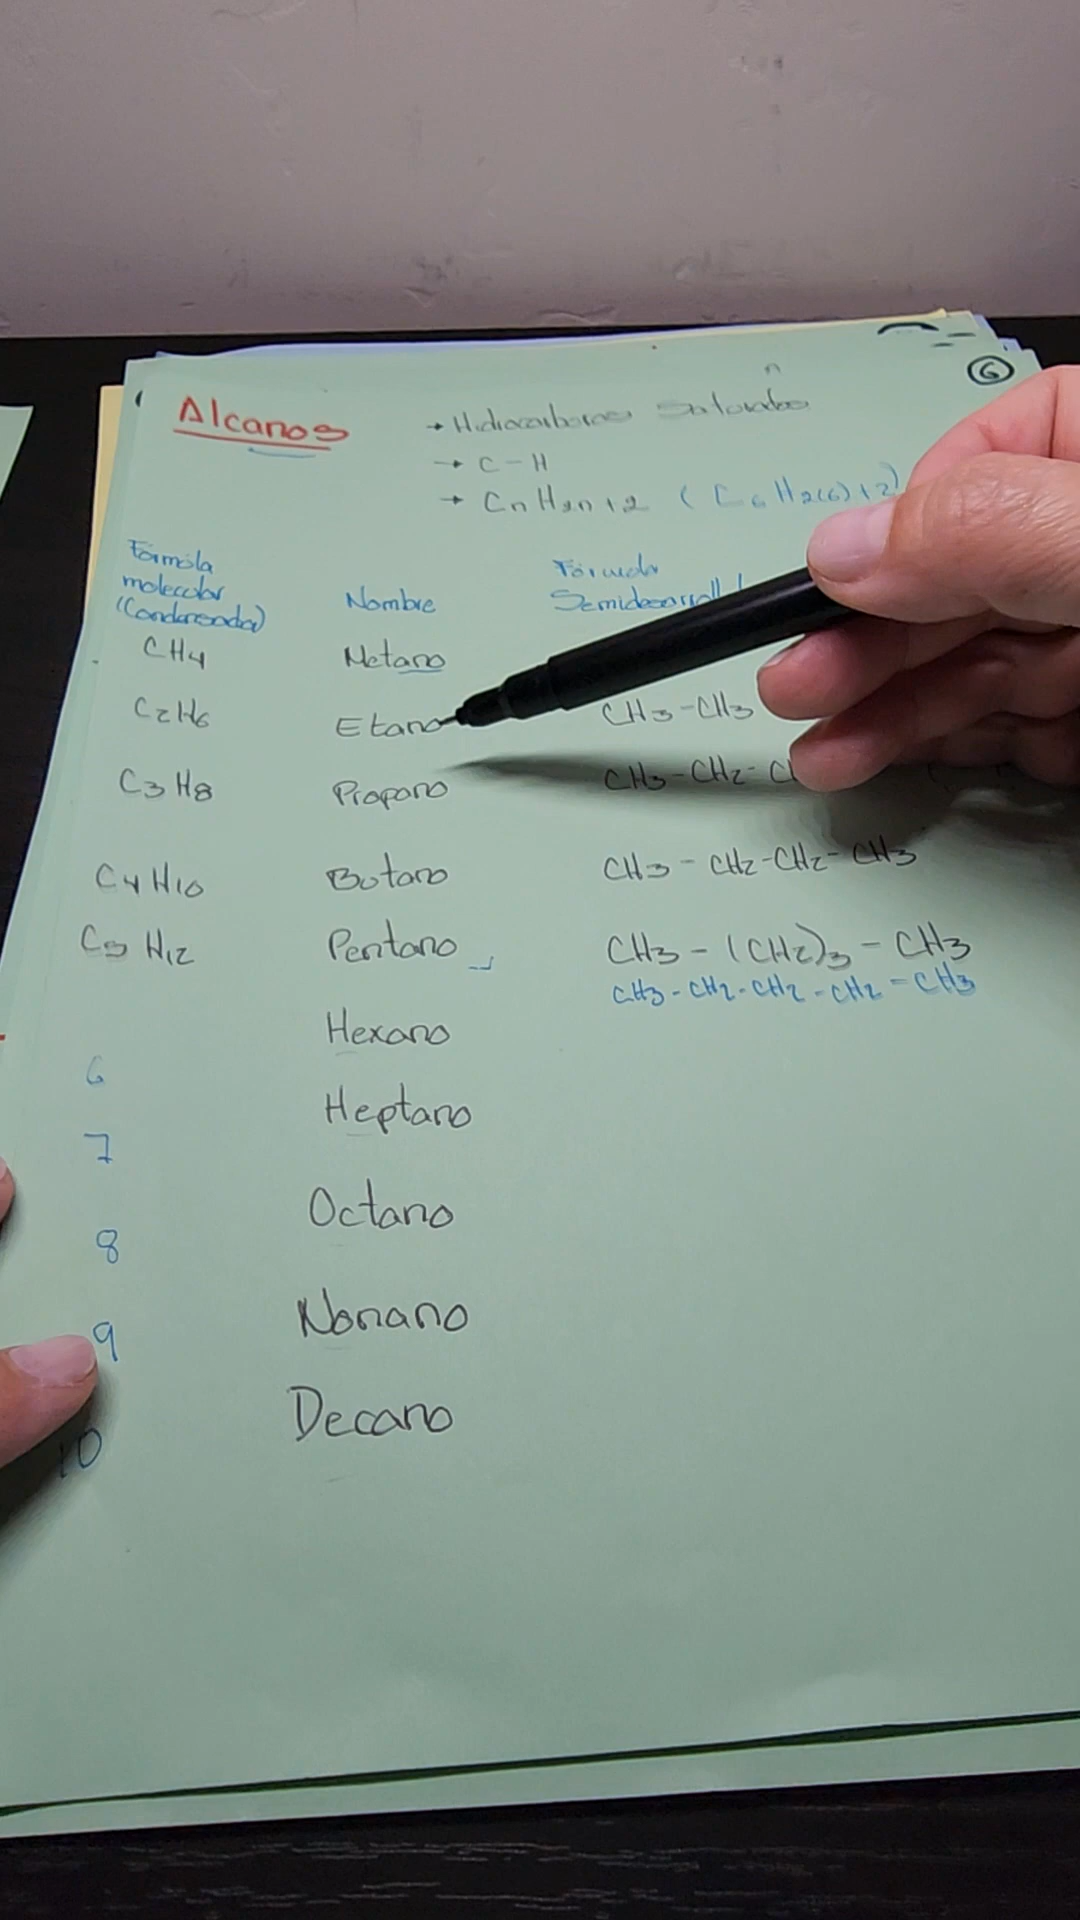 6
Alcanos
n
→ Hidrocarburos Saturados
→ C-H
→ CnH2n+2 (C6H2(6)+2)
Fórmula
molecular
(Condensada)
Nombre
Fórmula
CH4
Metano
C2H6
Etano
CH3-CH3
C3H8
Propano
CH3-CH2-
C4H10
Butano
CH3-CH2-CH2-CH3
C5H12
Pentano
CH3-(CH2)3-CH3
CH3-CH2-CH2-CH2-CH3
Hexano
6
Heptano
7
Octano
8
Nonano
9
Decano
10